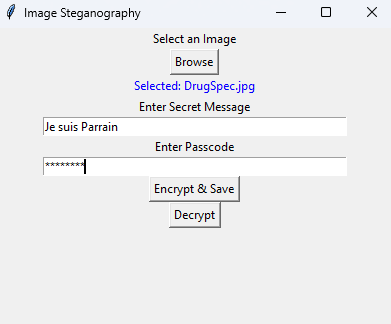 Image Steganography
Select an Image
Browse
Selected: DrugSpec.jpg
Enter Secret Message
Je suis Parrain
Enter Passcode
********
Encrypt & Save
Decrypt